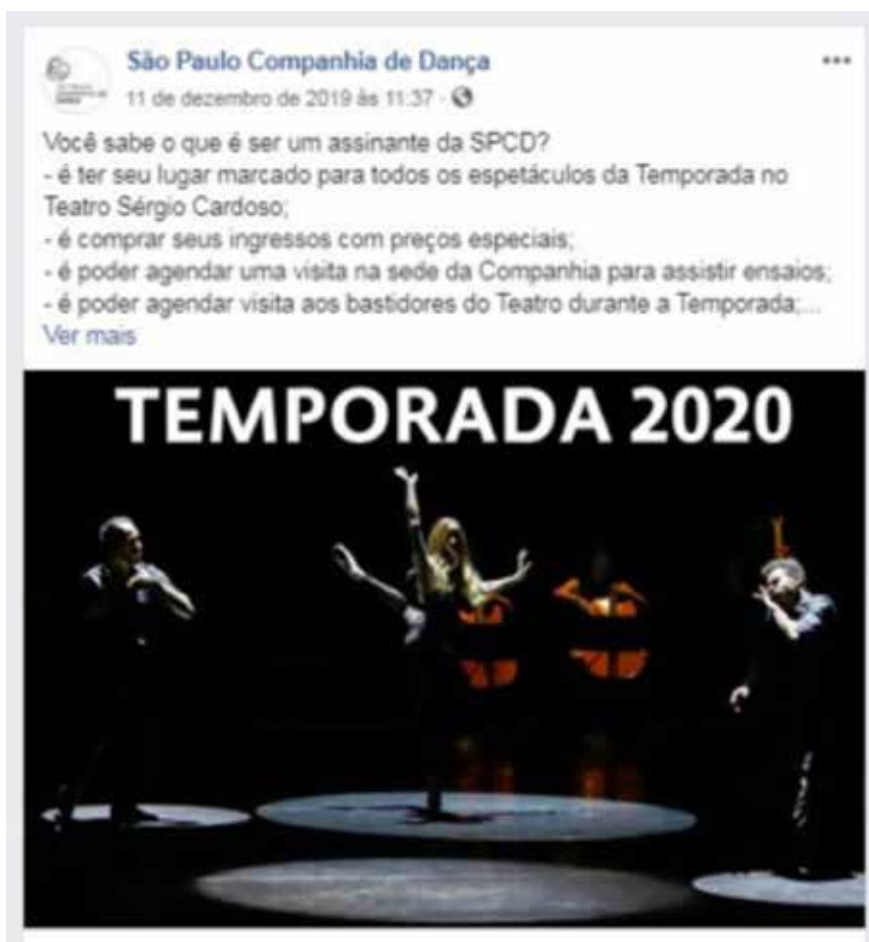 São Paulo Companhia de Dança
11 de dezembro de 2019 às 11:37 ·
Você sabe o que é ser um assinante da SPCD?
- é ter seu lugar marcado para todos os espetáculos da Temporada no
Teatro Sérgio Cardoso;
- é comprar seus ingressos com preços especiais;
- é poder agendar uma visita na sede da Companhia para assistir ensaios;
- é poder agendar visita aos bastidores do Teatro durante a Temporada;...
Ver mais
TEMPORADA 2020